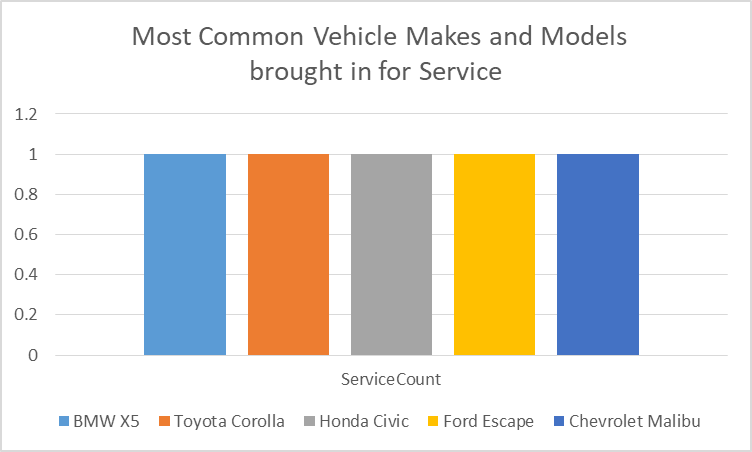 Most Common Vehicle Makes and Models
brought in for Service
1.2
1
0.8
0.6
0.4
0.2
0
ServiceCount
BMW X5 Toyota Corolla Honda Civic Ford Escape Chevrolet Malibu